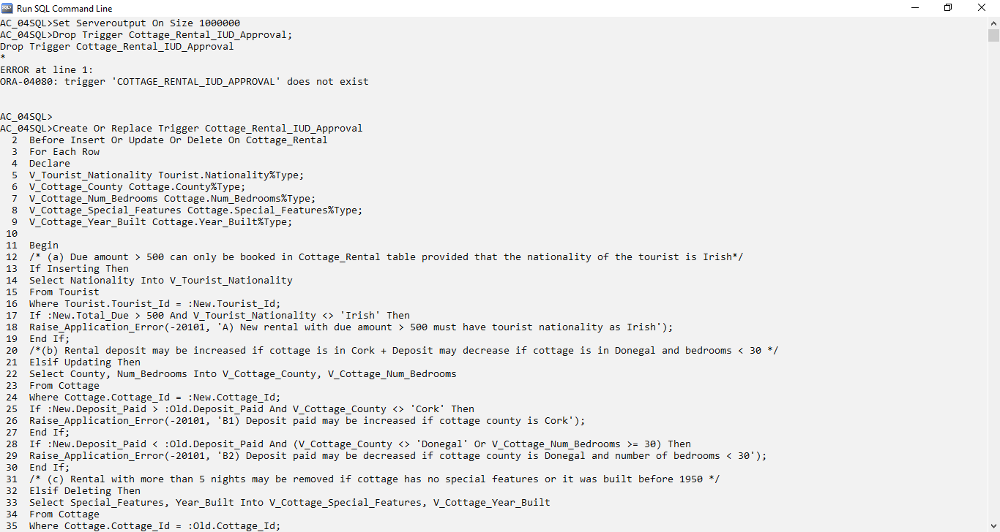 Run SQL Command Line
AC_04SQL>Set Serveroutput On Size 1000000
AC_04SQL>Drop Trigger Cottage_Rental_IUD_Approval;
Drop Trigger Cottage_Rental_IUD_Approval
*
ERROR at line 1:
ORA-04080: trigger 'COTTAGE_RENTAL_IUD_APPROVAL' does not exist
AC_04SQL>
AC_04SQL>Create Or Replace Trigger Cottage_Rental_IUD_Approval
2 Before Insert Or Update Or Delete On Cottage_Rental
3 For Each Row
4 Declare
5 V_Tourist_Nationality Tourist.Nationality%Type;
6 V_Cottage_County Cottage.County%Type;
7 V_Cottage_Num_Bedrooms Cottage.Num_Bedrooms%Type;
8 V_Cottage_Special_Features Cottage.Special_Features%Type;
9 V_Cottage_Year_Built Cottage.Year_Built%Type;
10
11 Begin
12 /* (a) Due amount > 500 can only be booked in Cottage_Rental table provided that the nationality of the tourist is Irish*/
13 If Inserting Then
14 Select Nationality Into V_Tourist_Nationality
15 From Tourist
16 Where Tourist.Tourist_Id = :New.Tourist_Id;
17 If :New.Total_Due > 500 And V_Tourist_Nationality <> 'Irish' Then
18 Raise_Application_Error(-20101, 'A) New rental with due amount > 500 must have tourist nationality as Irish');
19 End If;
20 /*(b) Rental deposit may be increased if cottage is in Cork + Deposit may decrease if cottage is in Donegal and bedrooms < 30 */
21 Elsif Updating Then
22 Select County, Num_Bedrooms Into V_Cottage_County, V_Cottage_Num_Bedrooms
23 From Cottage
24 Where Cottage.Cottage_Id = :New.Cottage_Id;
25 If :New.Deposit_Paid > :Old.Deposit_Paid And V_Cottage_County <> 'Cork' Then
26 Raise_Application_Error(-20101, 'B1) Deposit paid may be increased if cottage county is Cork');
27 End If;
28 If :New.Deposit_Paid < :Old.Deposit_Paid And (V_Cottage_County <> 'Donegal' Or V_Cottage_Num_Bedrooms >= 30) Then
29 Raise_Application_Error(-20101, 'B2) Deposit paid may be decreased if cottage county is Donegal and number of bedrooms < 30');
30 End If;
31 /* (c) Rental with more than 5 nights may be removed if cottage has no special features or it was built before 1950 */
32 Elsif Deleting Then
33 Select Special_Features, Year_Built Into V_Cottage_Special_Features, V_Cottage_Year_Built
34 From Cottage
35 Where Cottage.Cottage_Id = :Old.Cottage_Id;